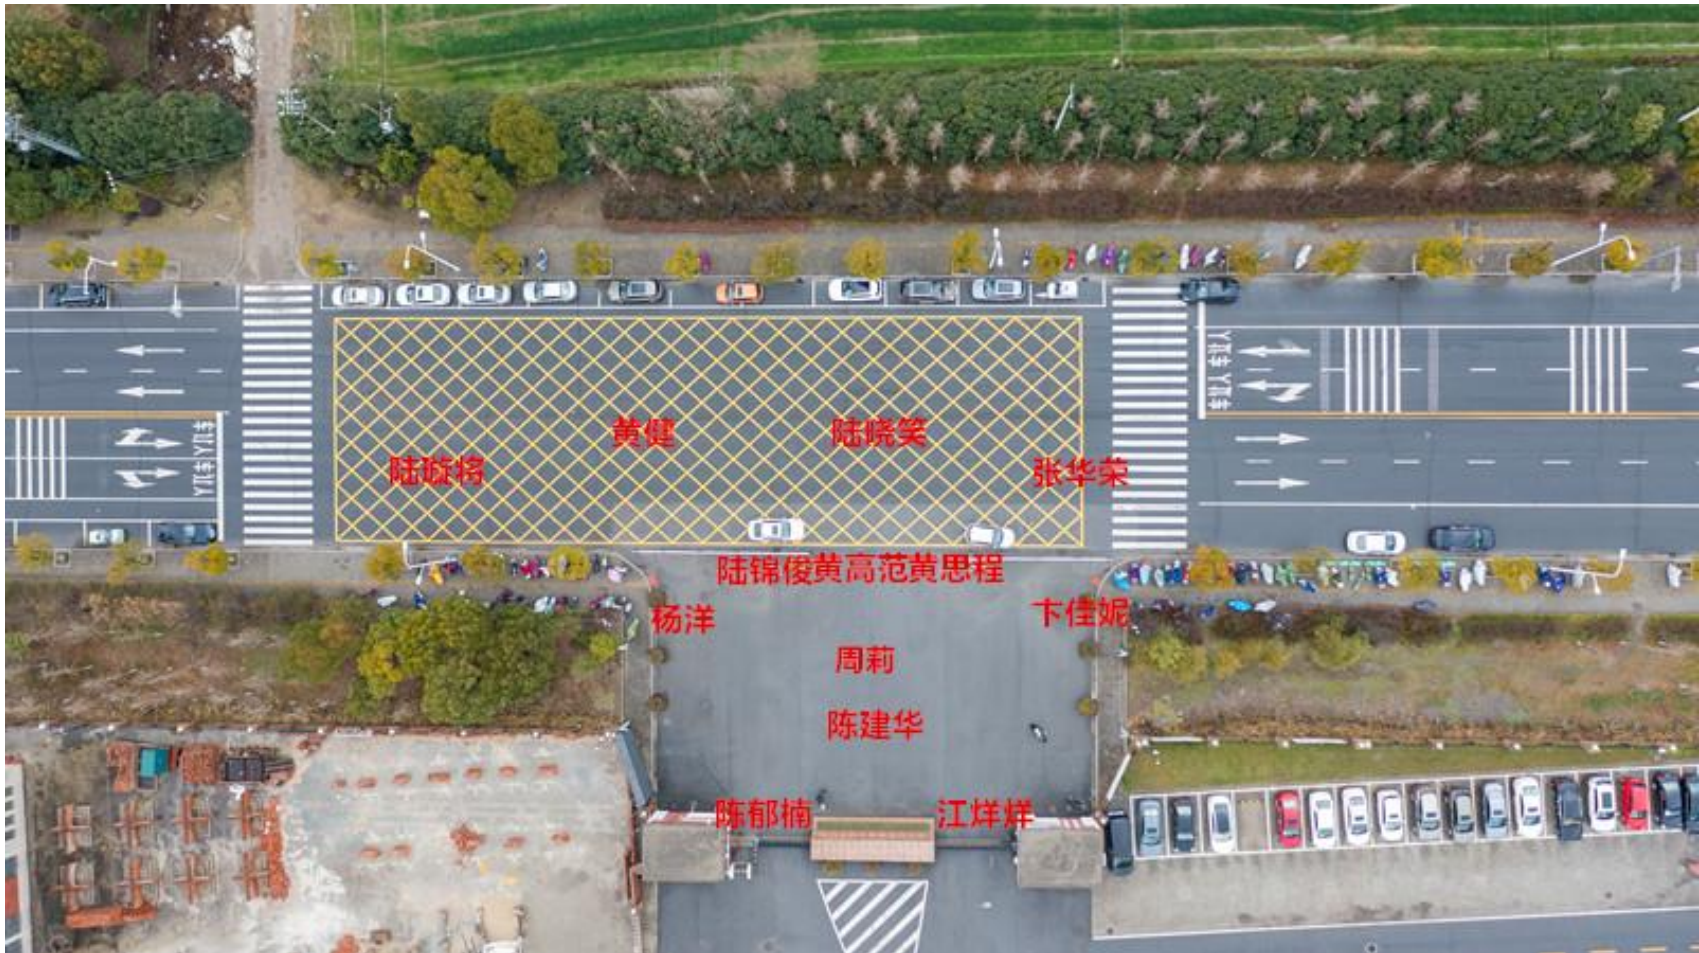 黄健 陆晓笑
陆璇将 张华荣
陆锦俊黄高范黄思程
杨洋 卞佳妮
周莉
陈建华
陈郁楠 江烊烊